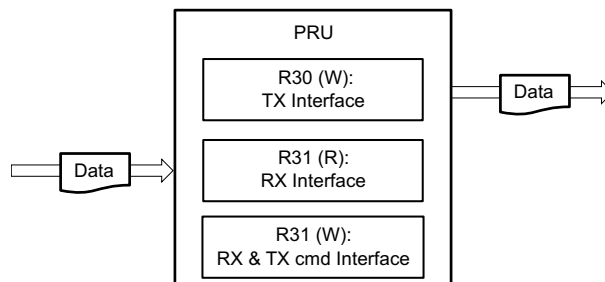 PRU
R30 (W):
TX Interface
Data
R31 (R):
RX Interface
Data
R31 (W):
RX & TX cmd Interface